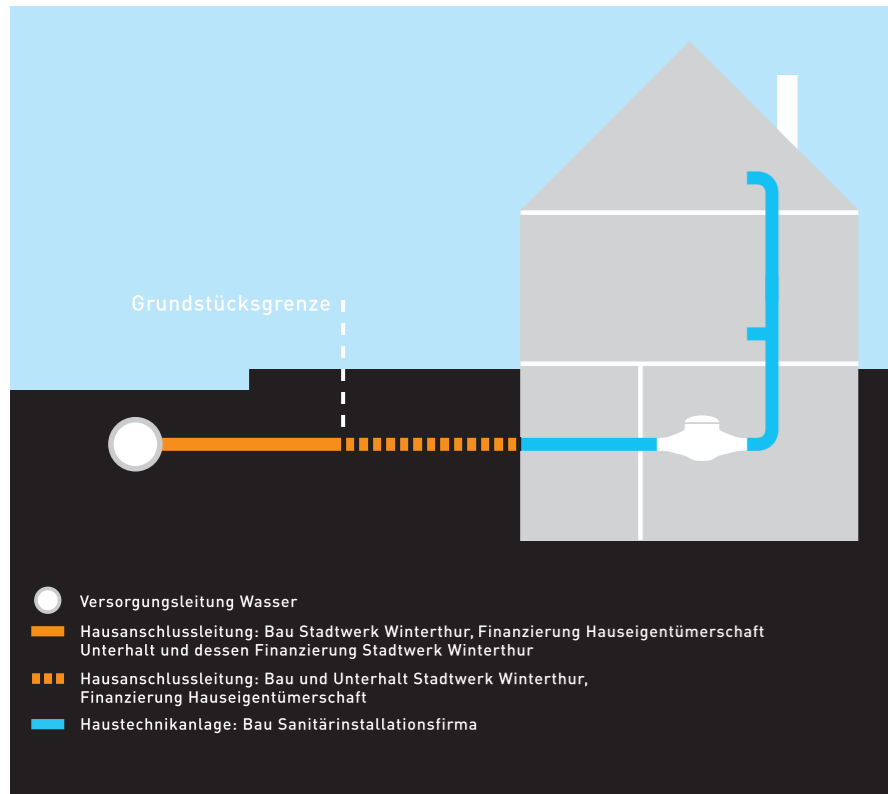 Grundstücksgrenze
Versorgungsleitung Wasser
Hausanschlussleitung: Bau Stadtwerk Winterthur, Finanzierung Hauseigentümerschaft
Unterhalt und dessen Finanzierung Stadtwerk Winterthur
Hausanschlussleitung: Bau und Unterhalt Stadtwerk Winterthur,
Finanzierung Hauseigentümerschaft
Haustechnikanlage: Bau Sanitärinstallationsfirma